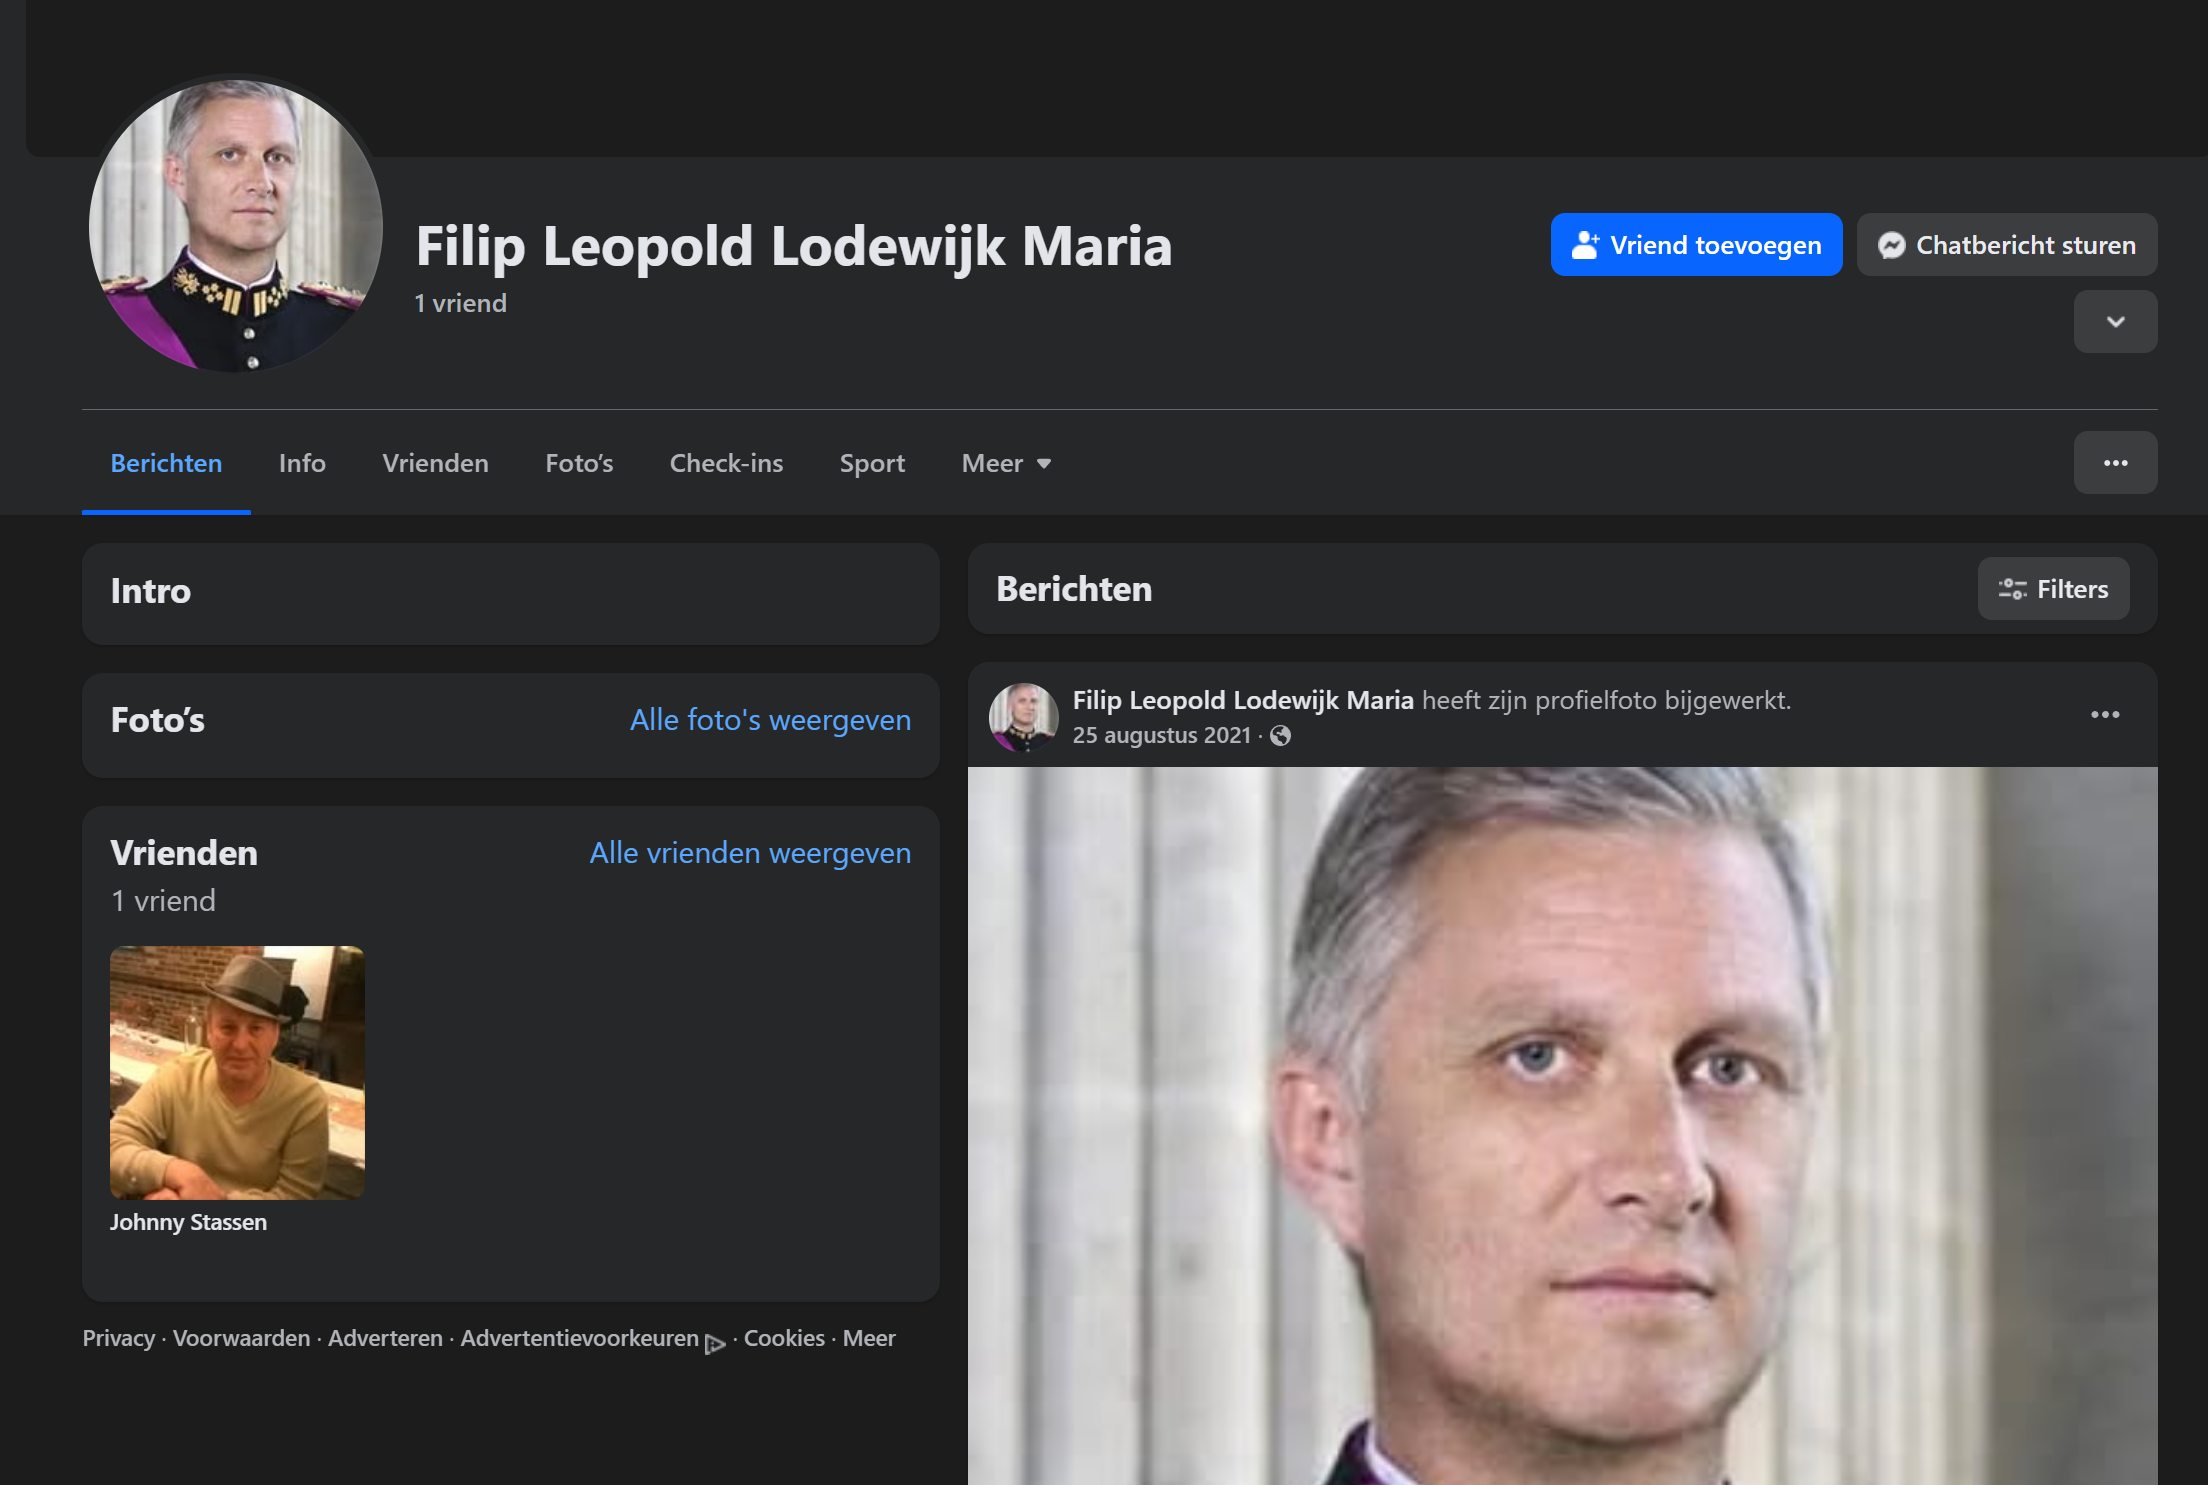 Filip Leopold Lodewijk Maria
1 vriend
Vriend toevoegen
Chatbericht sturen
Berichten
Info
Vrienden
Foto's
Check-ins
Sport
Meer
Intro
Foto's
Alle foto's weergeven
Vrienden
Alle vrienden weergeven
1 vriend
Johnny Stassen
Privacy · Voorwaarden · Adverteren · Advertentievoorkeuren · Cookies · Meer
Berichten
Filters
Filip Leopold Lodewijk Maria heeft zijn profielfoto bijgewerkt.
25 augustus 2021 ·